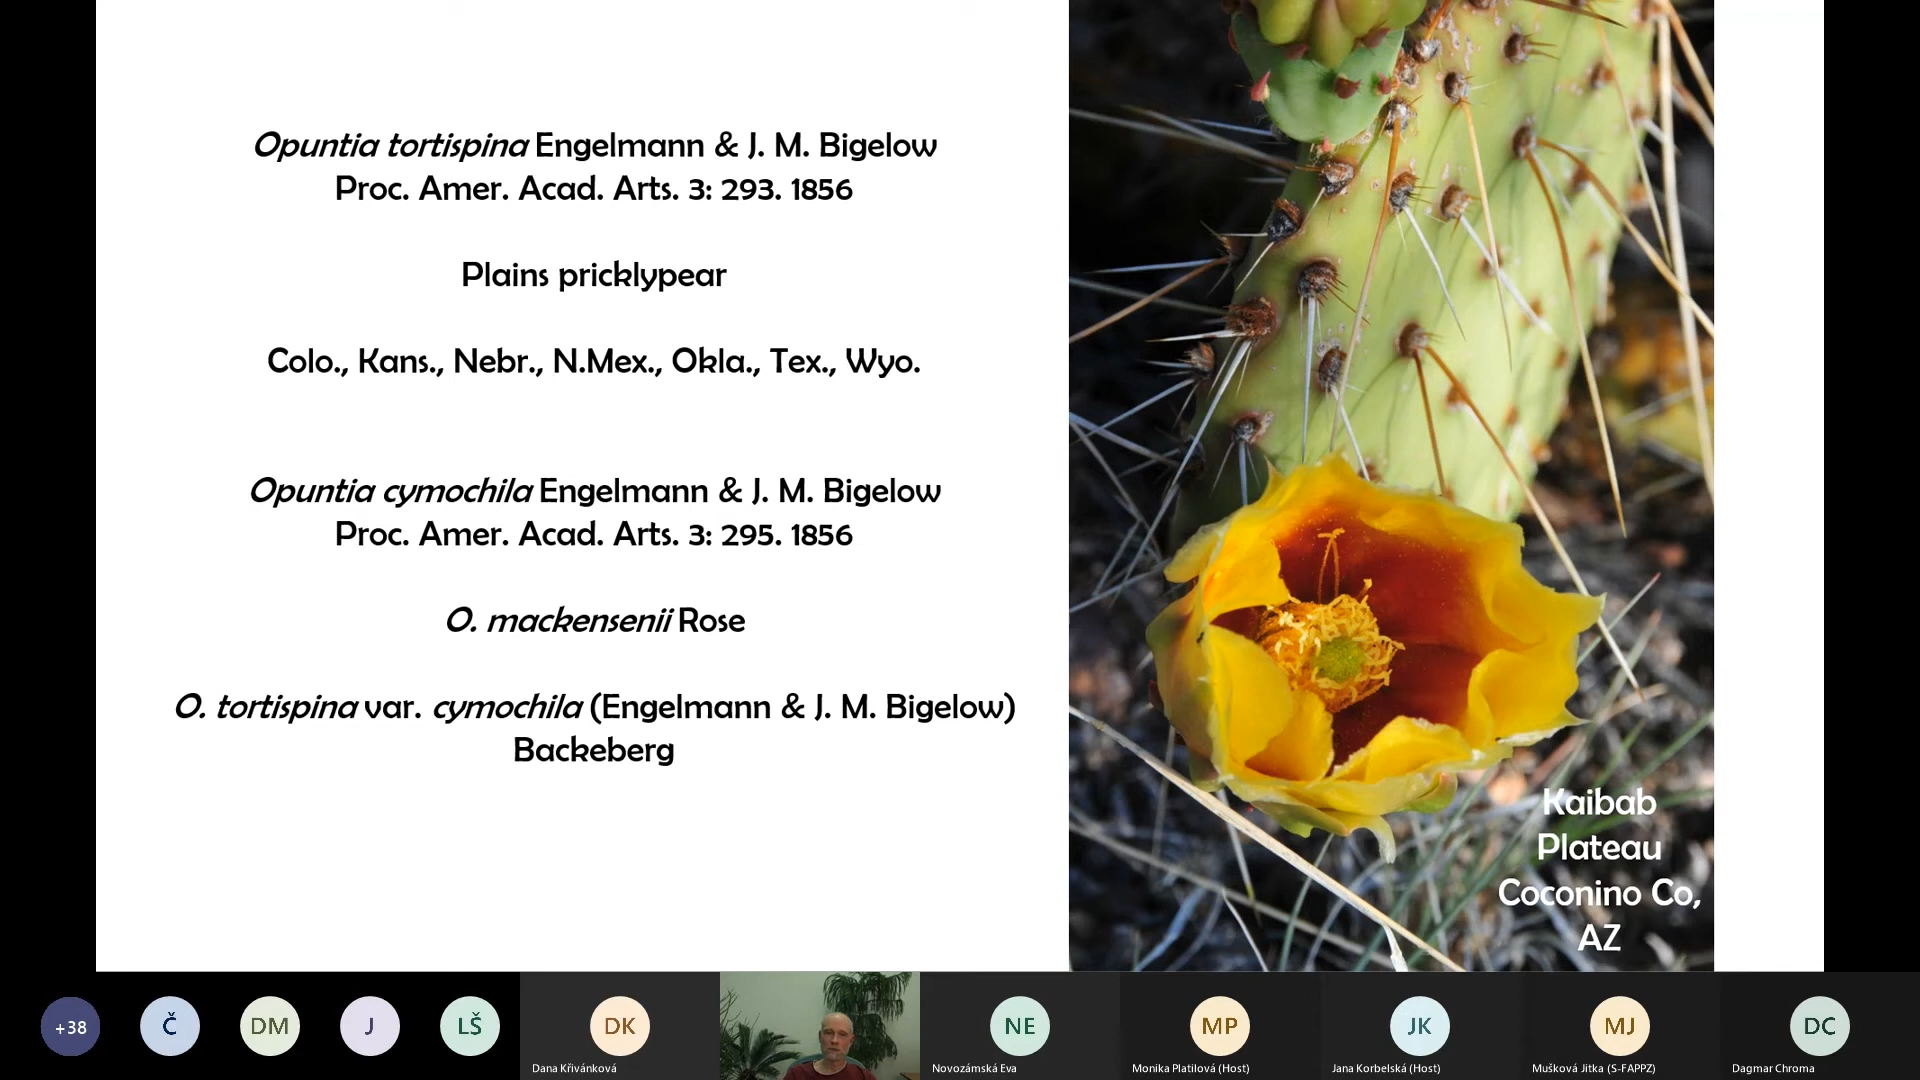 Opuntia tortispina Engelmann & J. M. Bigelow
Proc. Amer. Acad. Arts. 3: 293. 1856
Plains pricklypear
Colo., Kans., Nebr., N.Mex., Okla., Tex., Wyo.
Opuntia cymochila Engelmann & J. M. Bigelow
Proc. Amer. Acad. Arts. 3: 295. 1856
O. mackensenii Rose
O. tortispina var. cymochila (Engelmann & J. M. Bigelow)
Backeberg
Kaibab
Plateau
Coconino Co,
AZ
+38
Č
DM
J
LŠ
DK
Dana Křivánková
NE
Novozámská Eva
MP
Monika Platilová (Host)
JK
Jana Korbelská (Host)
MJ
Mušková Jitka (S-FAPPZ)
DC
Dagmar Chroma